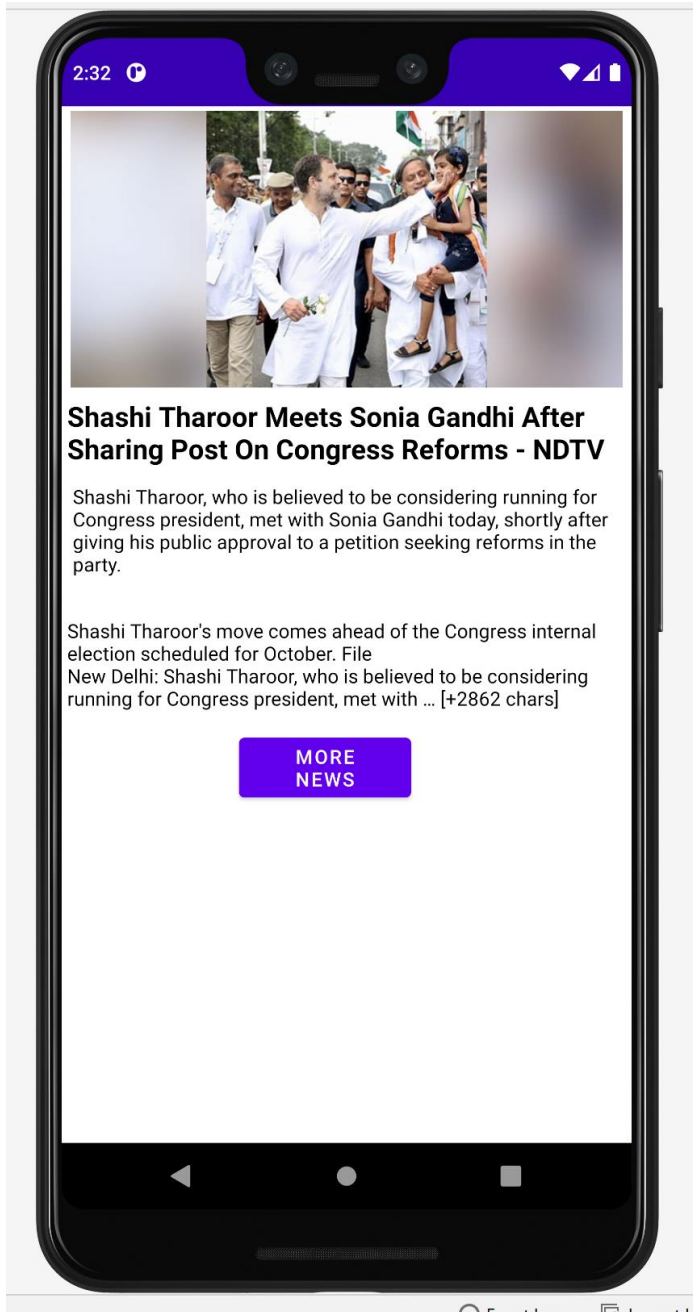 2:32
Shashi Tharoor Meets Sonia Gandhi After
Sharing Post On Congress Reforms - NDTV
Shashi Tharoor, who is believed to be considering running for
Congress president, met with Sonia Gandhi today, shortly after
giving his public approval to a petition seeking reforms in the
party.
Shashi Tharoor's move comes ahead of the Congress internal
election scheduled for October. File
New Delhi: Shashi Tharoor, who is believed to be considering
running for Congress president, met with … [+2862 chars]
MORE
NEWS